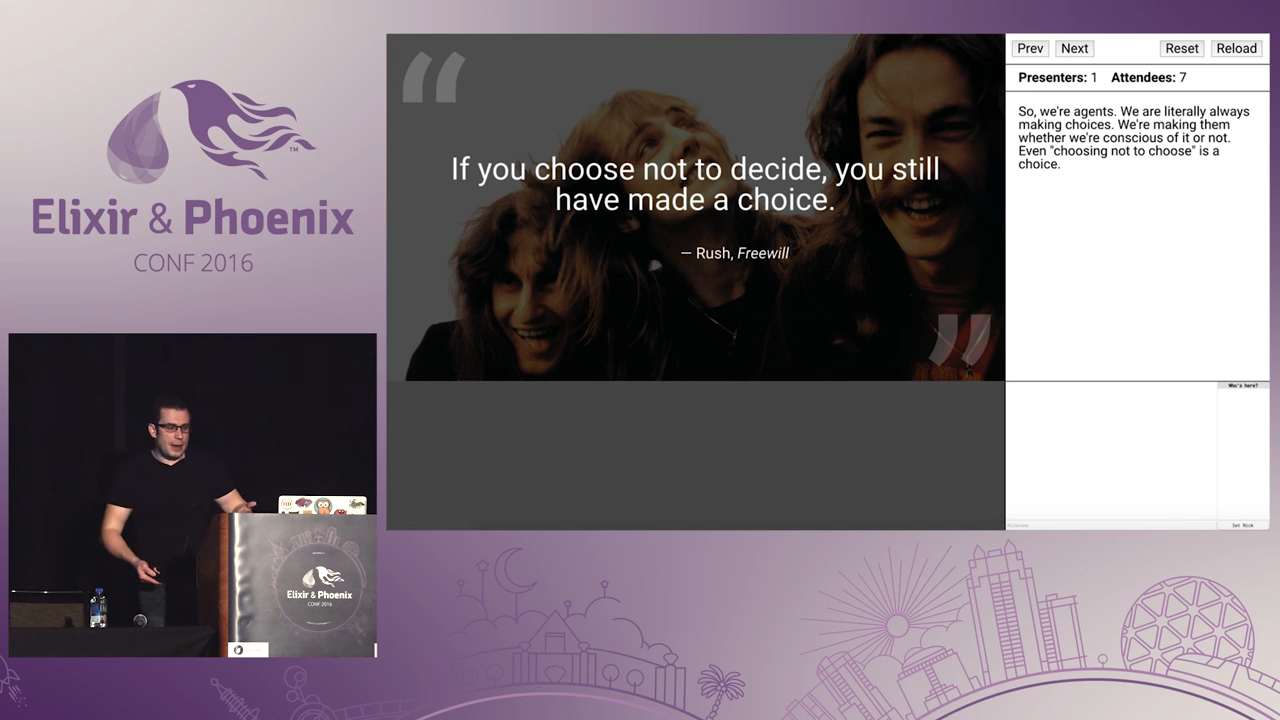 Elixir & Phoenix
TM
CONF 2016
“
If you choose not to decide, you still
have made a choice.
— Rush, Freewill
”
Prev Next Reset Reload
Presenters: 1 Attendees: 7
So, we're agents. We are literally always
making choices. We're making them
whether we're conscious of it or not.
Even "choosing not to choose" is a
choice.
Who's here?
Nickname
Set Nick
Elixir & Phoenix
CONF 2016